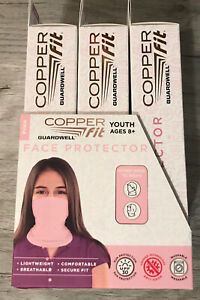 COPPER
fit
GUARDWELL
COPPER
fit
GUARDWELL
COPPER
fit
GUARDWELL
COPPER
fit
GUARDWELL
YOUTH
AGES 8+
FACE PROTECTOR
• LIGHTWEIGHT • COMFORTABLE
• BREATHABLE • SECURE FIT